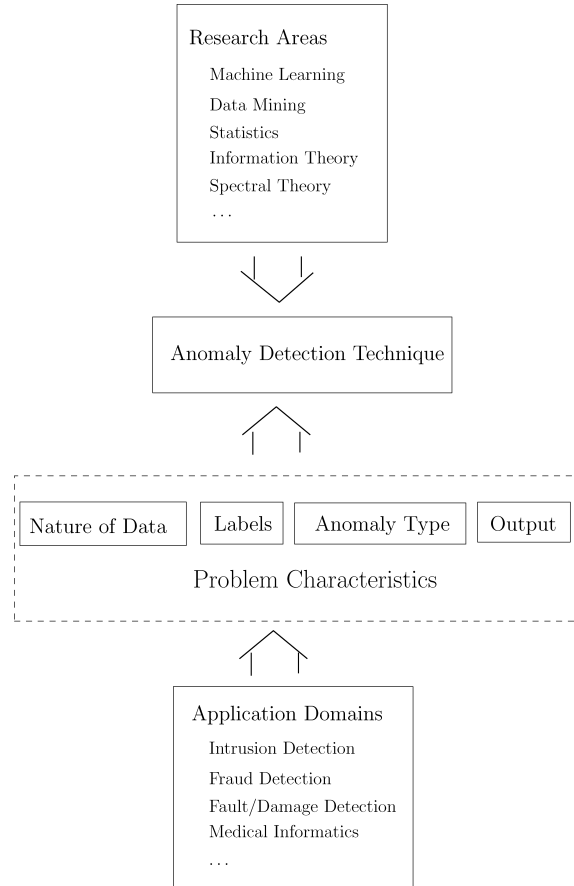 Research Areas
Machine Learning
Data Mining
Statistics
Information Theory
Spectral Theory
...
Anomaly Detection Technique
Nature of Data
Labels
Anomaly Type
Output
Problem Characteristics
Application Domains
Intrusion Detection
Fraud Detection
Fault/Damage Detection
Medical Informatics
...